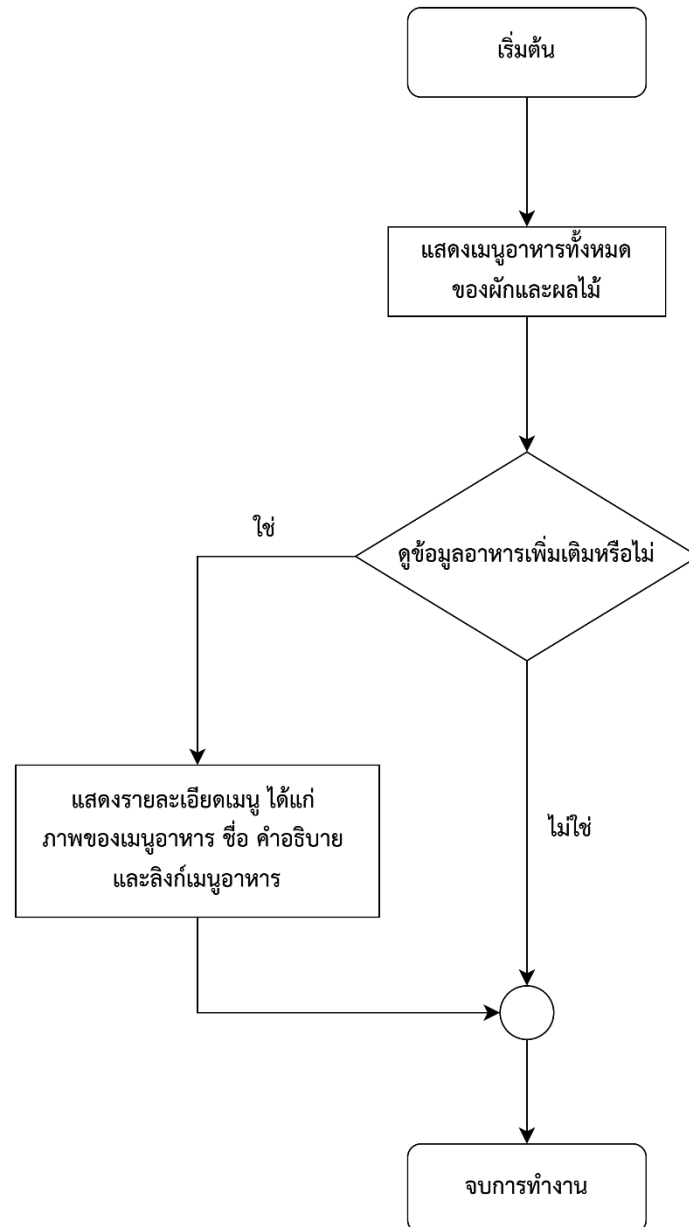 เริ่มต้น
แสดงเมนูอาหารทั้งหมด
ของผักและผลไม้
ดูข้อมูลอาหารเพิ่มเติมหรือไม่
ใช่
แสดงรายละเอียดเมนู ได้แก่
ภาพของเมนูอาหาร ชื่อ คำอธิบาย
และลิงก์เมนูอาหาร
ไม่ใช่
จบการทำงาน